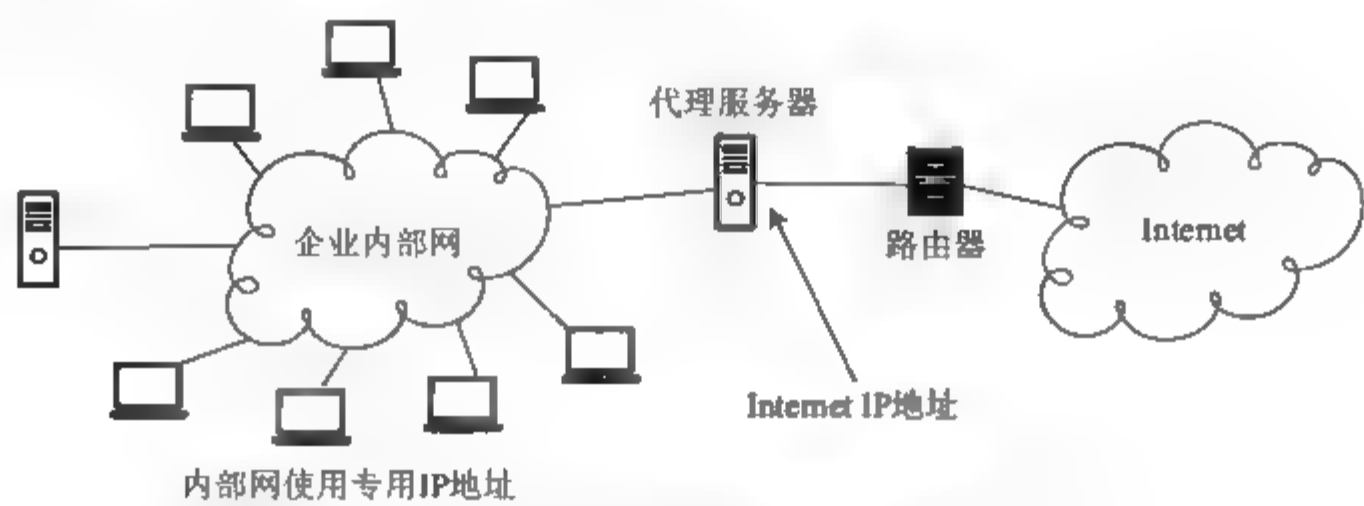 代理服务器
企业内部网
路由器
Internet
Internet IP地址
内部网使用专用IP地址